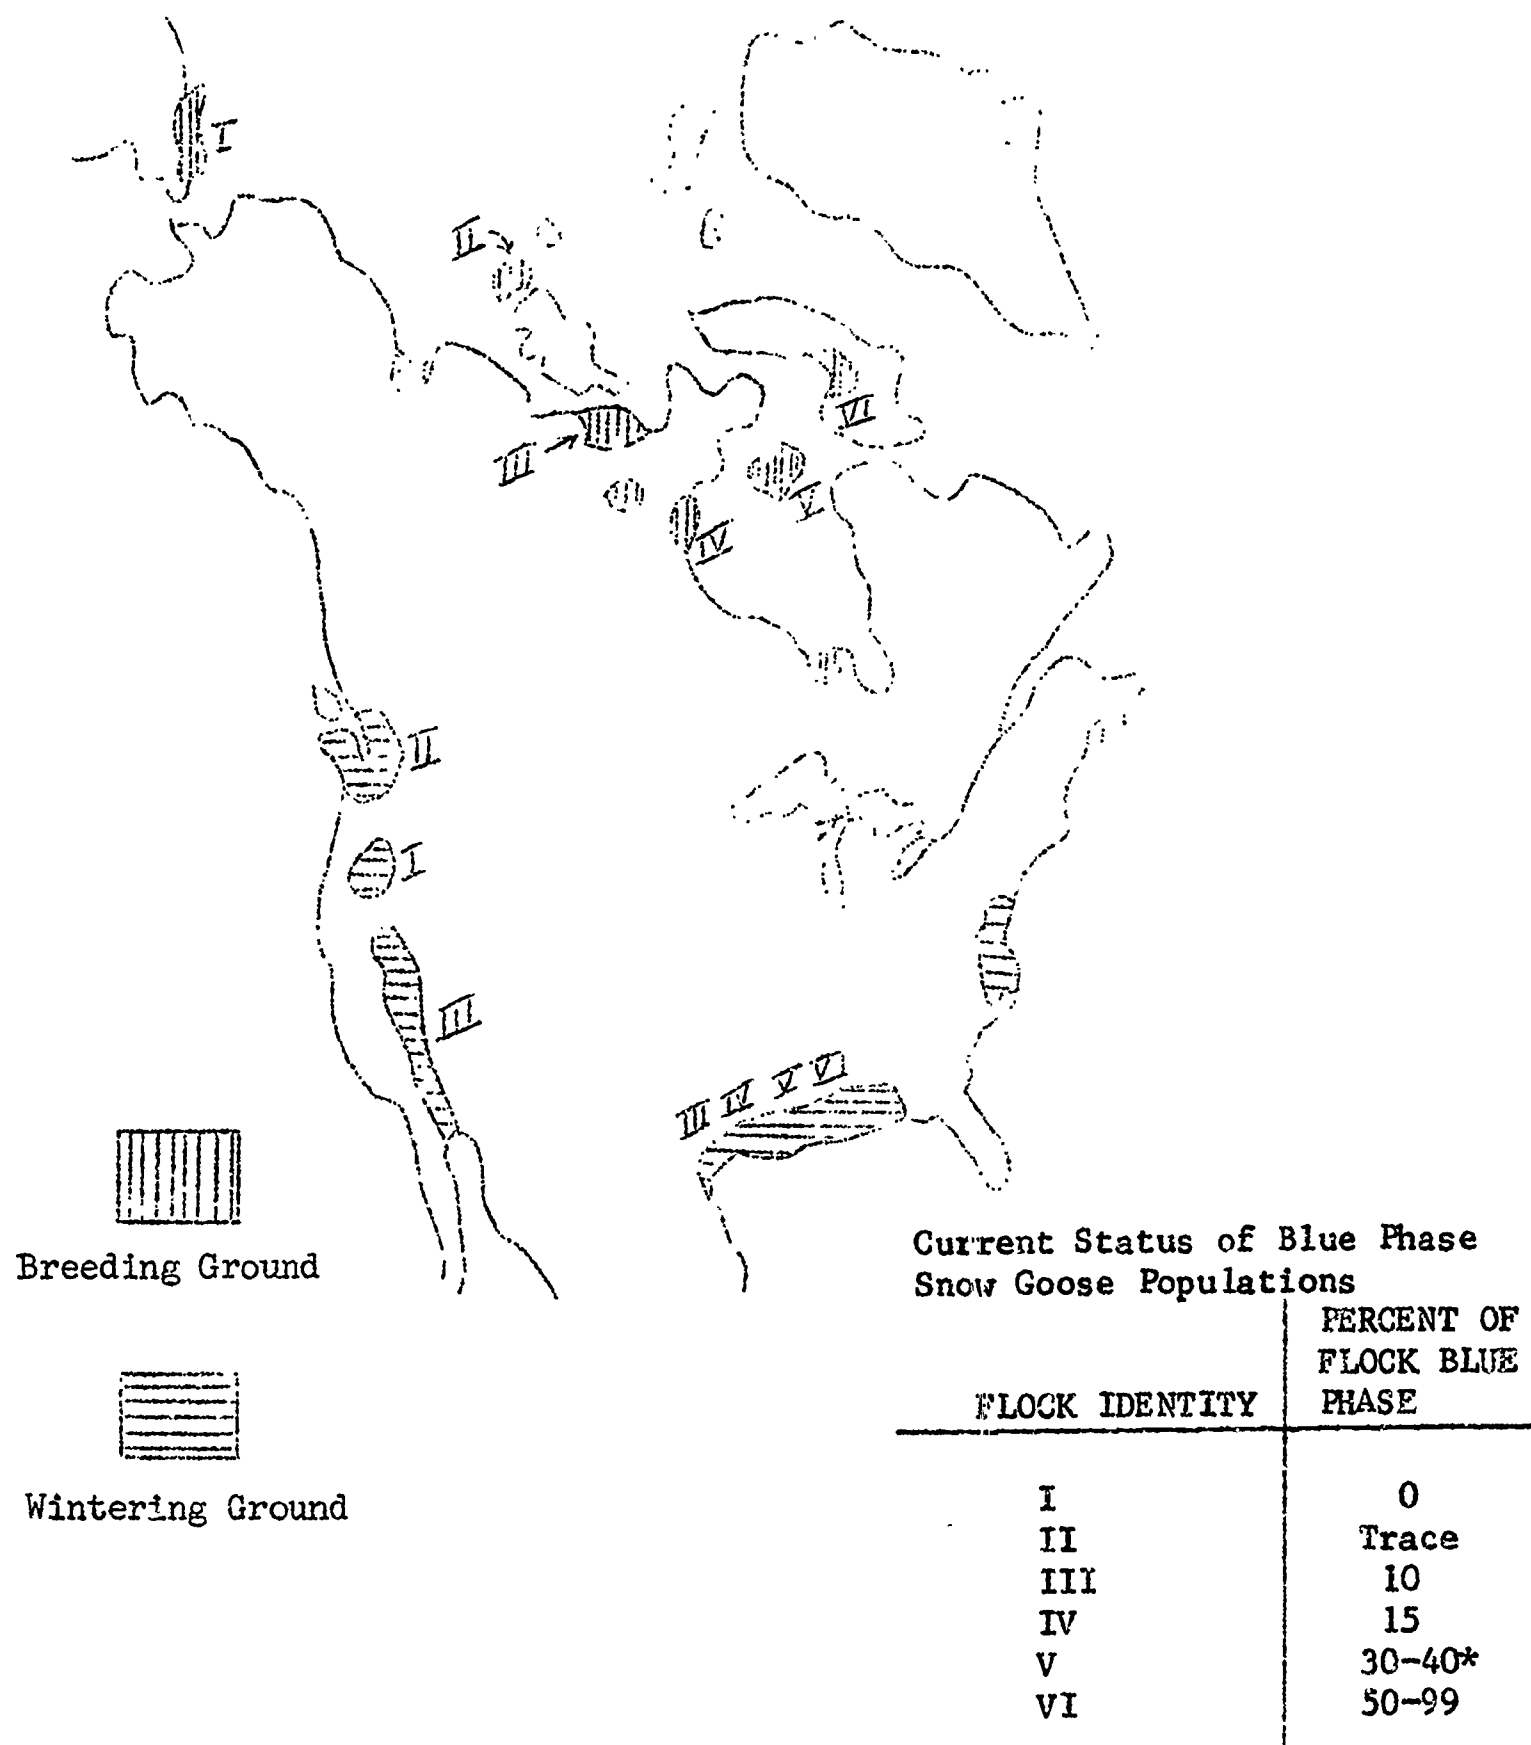 I
II
VI
III
V
IV
II
I
III
III IV V VI
Breeding Ground
Current Status of Blue Phase
Snow Goose Populations
PERCENT OF
FLOCK BLUE
FLOCK IDENTITY PHASE
Wintering Ground
I 0
II Trace
III 10
IV 15
V 30-40*
VI 50-99